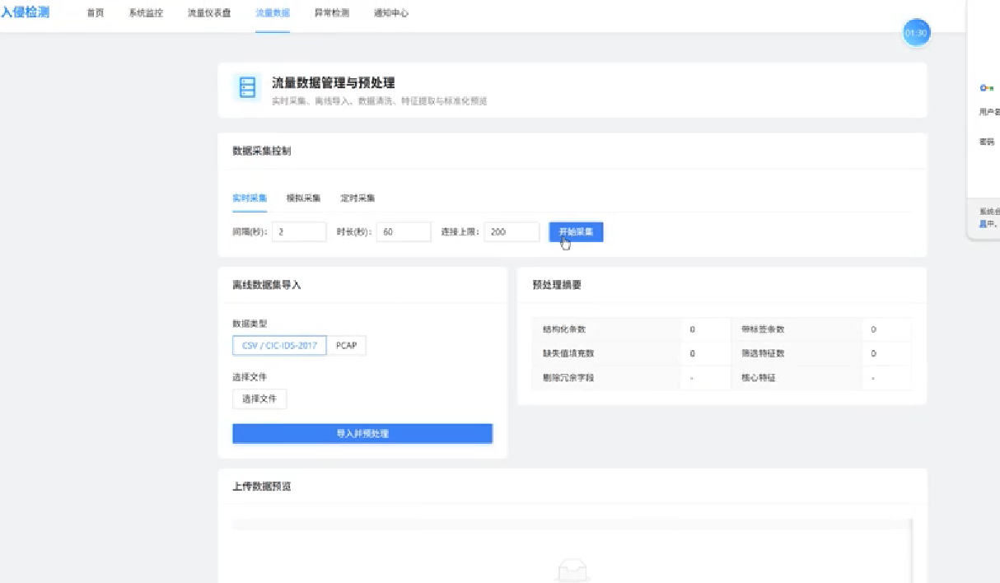 入侵检测 首页 系统监控 流量仪表盘 流量数据 异常检测 通知中心
01:30
流量数据管理与预处理
实时采集、离线导入、数据清洗、特征提取与标准化预览
数据采集控制
实时采集 模拟采集 定时采集
间隔(秒): 2 时长(秒): 60 连接上限: 200 开始采集
离线数据集导入
数据类型
CSV / CIC-IDS-2017 PCAP
选择文件
选择文件
导入并预处理
预处理摘要
结构化条数 0 带标签条数 0
缺失值填充数 0 筛选特征数 0
剔除冗余字段 - 核心特征 -
上传数据预览
用户名
密码
系统会
具中。